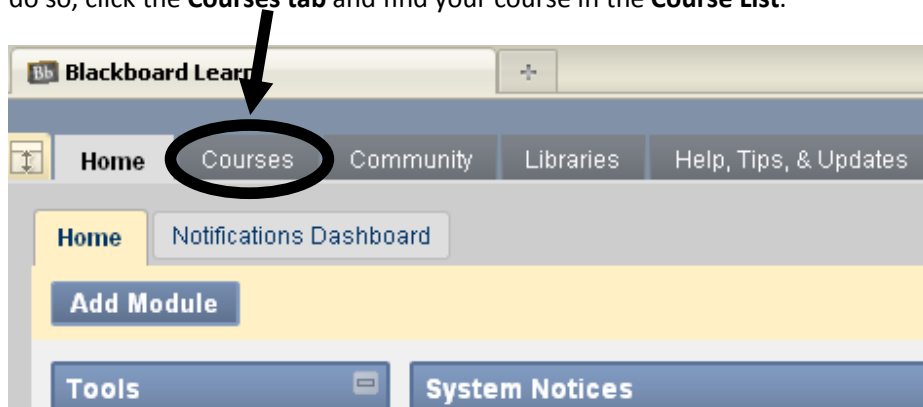 do so, click the Courses tab and find your course in the Course List.
Bb Blackboard Learn
Home Courses Community Libraries Help, Tips, & Updates
Home Notifications Dashboard
Add Module
Tools System Notices